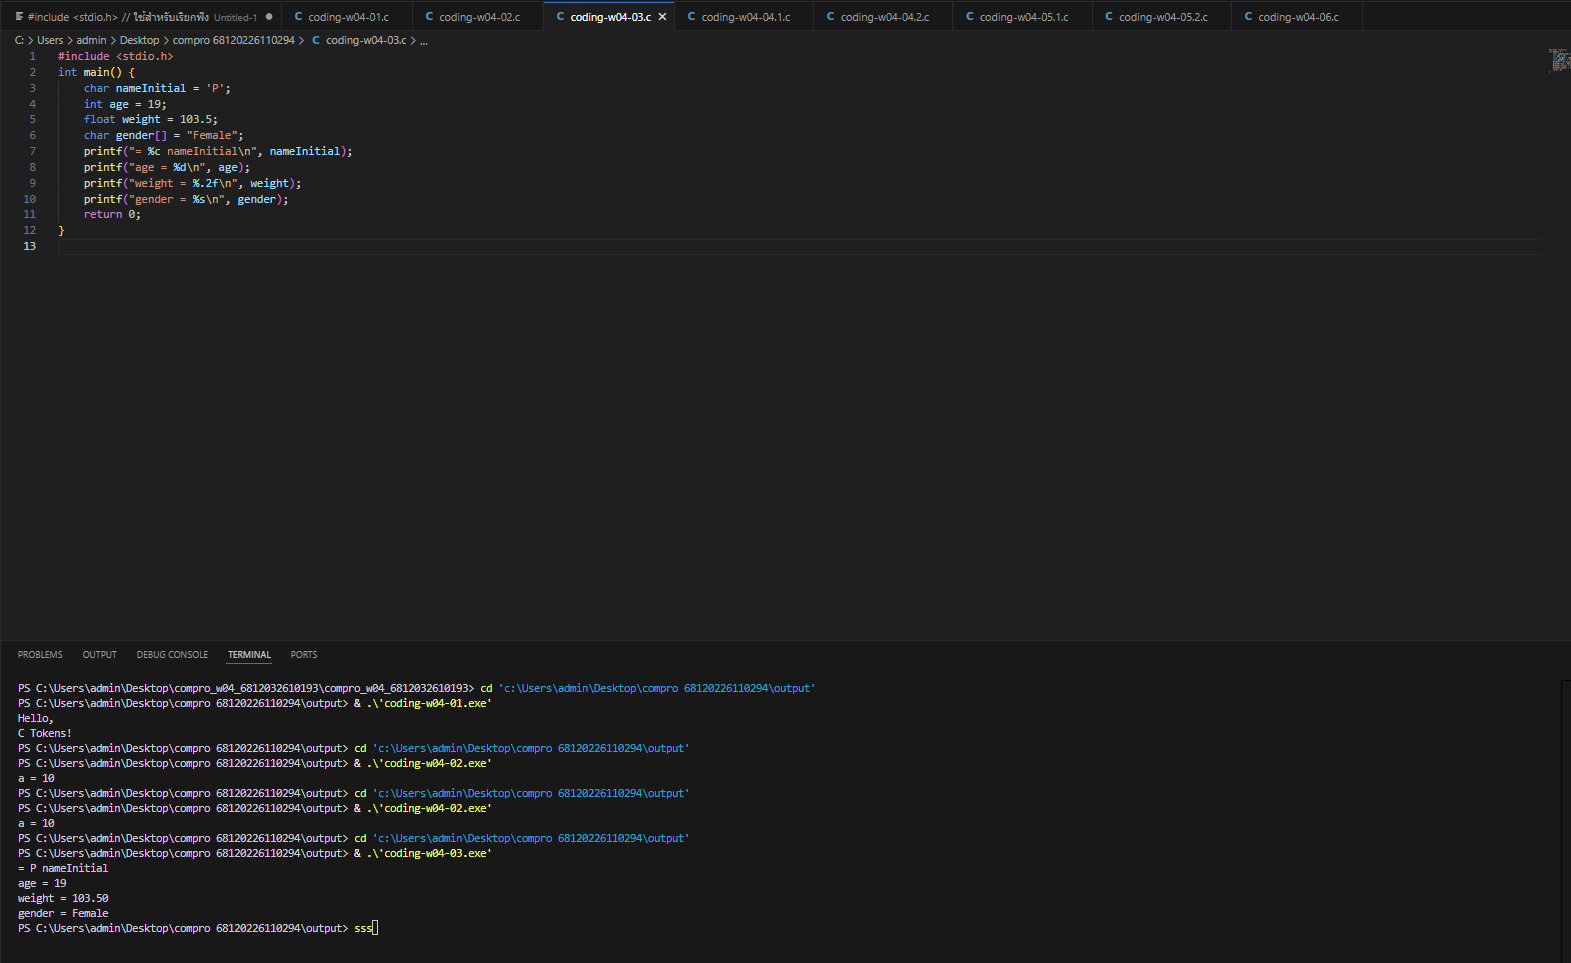 #include <stdio.h> // ใช้สำหรับเรียกฟัง Untitled-1 coding-w04-01.c coding-w04-02.c coding-w04-03.c coding-w04-04.1.c coding-w04-04.2.c coding-w04-05.1.c coding-w04-05.2.c coding-w04-06.c
C: > Users > admin > Desktop > compro 68120226110294 > C coding-w04-03.c > ...
1 #include <stdio.h>
2 int main() {
3 char nameInitial = 'P';
4 int age = 19;
5 float weight = 103.5;
6 char gender[] = "Female";
7 printf("= %c nameInitial\n", nameInitial);
8 printf("age = %d\n", age);
9 printf("weight = %.2f\n", weight);
10 printf("gender = %s\n", gender);
11 return 0;
12 }
13
PROBLEMS OUTPUT DEBUG CONSOLE TERMINAL PORTS
PS C:\Users\admin\Desktop\compro_w04_6812032610193\compro_w04_6812032610193> cd 'c:\Users\admin\Desktop\compro 68120226110294\output'
PS C:\Users\admin\Desktop\compro 68120226110294\output> & .\'coding-w04-01.exe'
Hello,
C Tokens!
PS C:\Users\admin\Desktop\compro 68120226110294\output> cd 'c:\Users\admin\Desktop\compro 68120226110294\output'
PS C:\Users\admin\Desktop\compro 68120226110294\output> & .\'coding-w04-02.exe'
a = 10
PS C:\Users\admin\Desktop\compro 68120226110294\output> cd 'c:\Users\admin\Desktop\compro 68120226110294\output'
PS C:\Users\admin\Desktop\compro 68120226110294\output> & .\'coding-w04-02.exe'
a = 10
PS C:\Users\admin\Desktop\compro 68120226110294\output> cd 'c:\Users\admin\Desktop\compro 68120226110294\output'
PS C:\Users\admin\Desktop\compro 68120226110294\output> & .\'coding-w04-03.exe'
= P nameInitial
age = 19
weight = 103.50
gender = Female
PS C:\Users\admin\Desktop\compro 68120226110294\output> sss